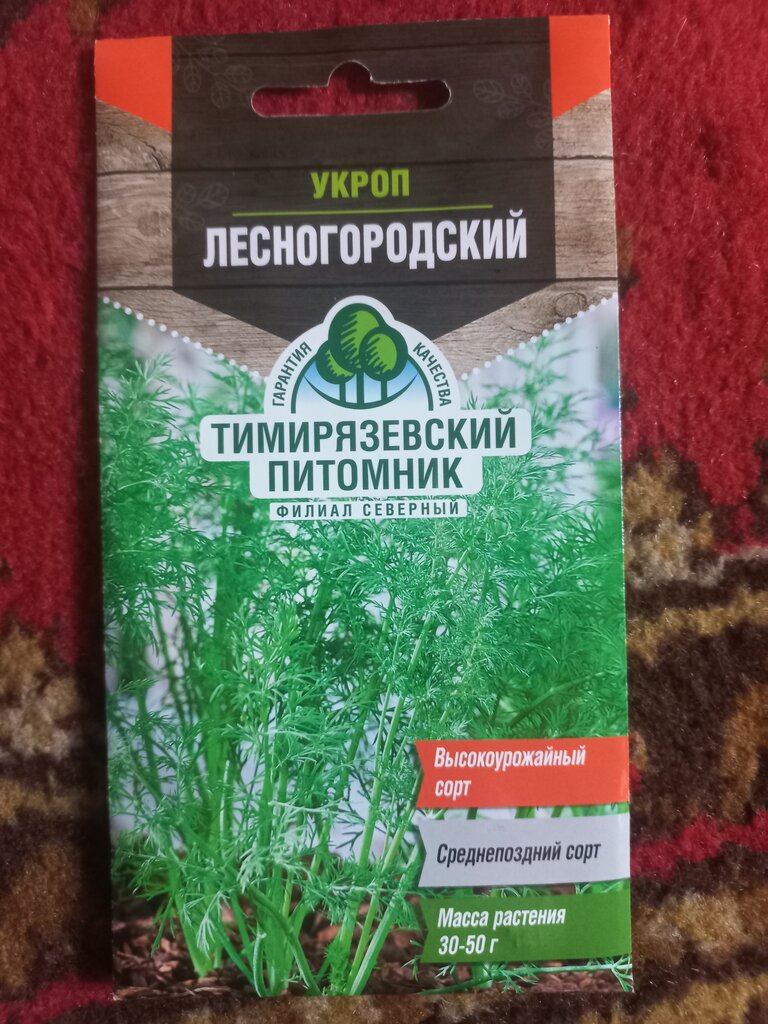 УКРОП
ЛЕСНОГОРОДСКИЙ
ГАРАНТИЯ КАЧЕСТВА
ТИМИРЯЗЕВСКИЙ
ПИТОМНИК
ФИЛИАЛ СЕВЕРНЫЙ
Высокоурожайный
сорт
Среднепоздний сорт
Масса растения
30-50 г